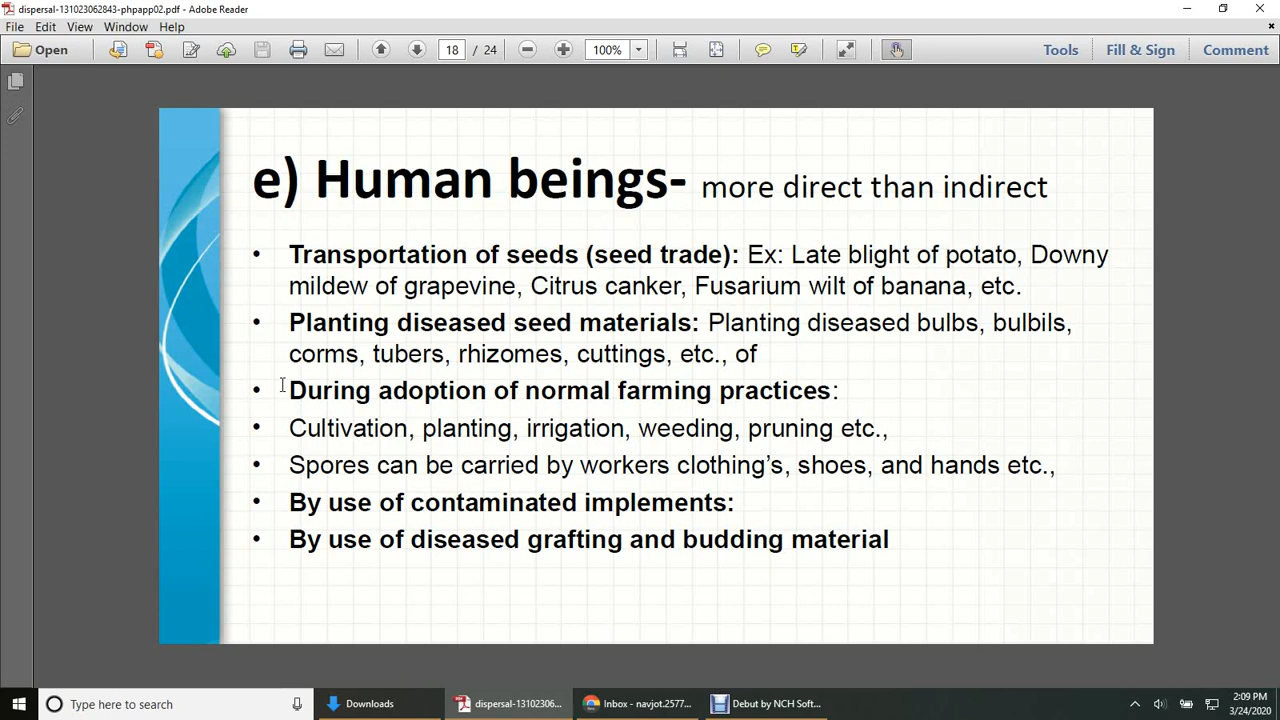 dispersal-131023062843-phpapp02.pdf - Adobe Reader
File Edit View Window Help
Open 18 / 24 100% Tools Fill & Sign Comment
e) Human beings- more direct than indirect
• Transportation of seeds (seed trade): Ex: Late blight of potato, Downy
mildew of grapevine, Citrus canker, Fusarium wilt of banana, etc.
• Planting diseased seed materials: Planting diseased bulbs, bulbils,
corms, tubers, rhizomes, cuttings, etc., of
• During adoption of normal farming practices:
• Cultivation, planting, irrigation, weeding, pruning etc.,
• Spores can be carried by workers clothing’s, shoes, and hands etc.,
• By use of contaminated implements:
• By use of diseased grafting and budding material
Type here to search Downloads dispersal-13102306... Inbox - navjot.2577... Debut by NCH Soft... 2:09 PM
3/24/2020